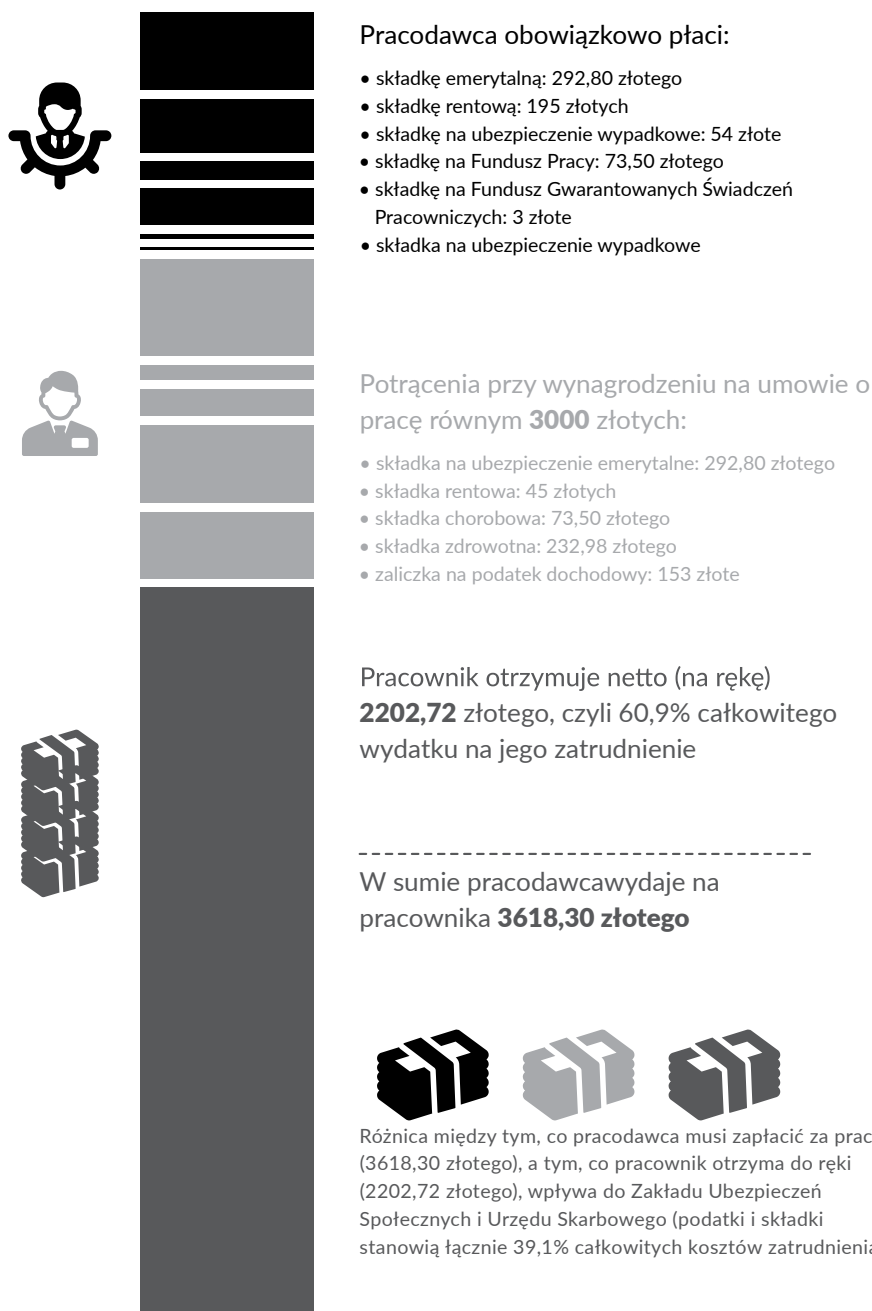 Pracodawca obowiązkowo płaci:
• składkę emerytalną: 292,80 złotego
• składkę rentową: 195 złotych
• składkę na ubezpieczenie wypadkowe: 54 złote
• składkę na Fundusz Pracy: 73,50 złotego
• składkę na Fundusz Gwarantowanych Świadczeń
Pracowniczych: 3 złote
• składka na ubezpieczenie wypadkowe
Potrącenia przy wynagrodzeniu na umowie o
pracę równym 3000 złotych:
• składka na ubezpieczenie emerytalne: 292,80 złotego
• składka rentowa: 45 złotych
• składka chorobowa: 73,50 złotego
• składka zdrowotna: 232,98 złotego
• zaliczka na podatek dochodowy: 153 złote
Pracownik otrzymuje netto (na rękę)
2202,72 złotego, czyli 60,9% całkowitego
wydatku na jego zatrudnienie
W sumie pracodawcawydaje na
pracownika 3618,30 złotego
Różnica między tym, co pracodawca musi zapłacić za prac
(3618,30 złotego), a tym, co pracownik otrzyma do ręki
(2202,72 złotego), wpływa do Zakładu Ubezpieczeń
Społecznych i Urzędu Skarbowego (podatki i składki
stanowią łącznie 39,1% całkowitych kosztów zatrudnienia